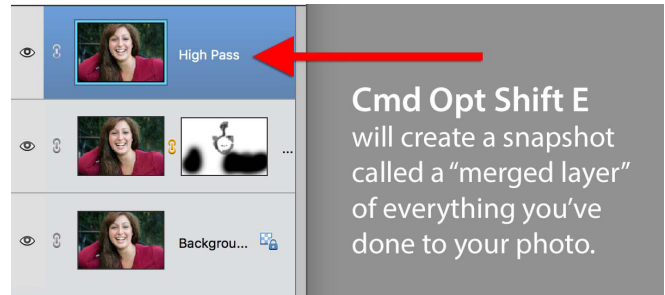 High Pass
...
Backgrou...
Cmd Opt Shift E
will create a snapshot
called a “merged layer”
of everything you’ve
done to your photo.